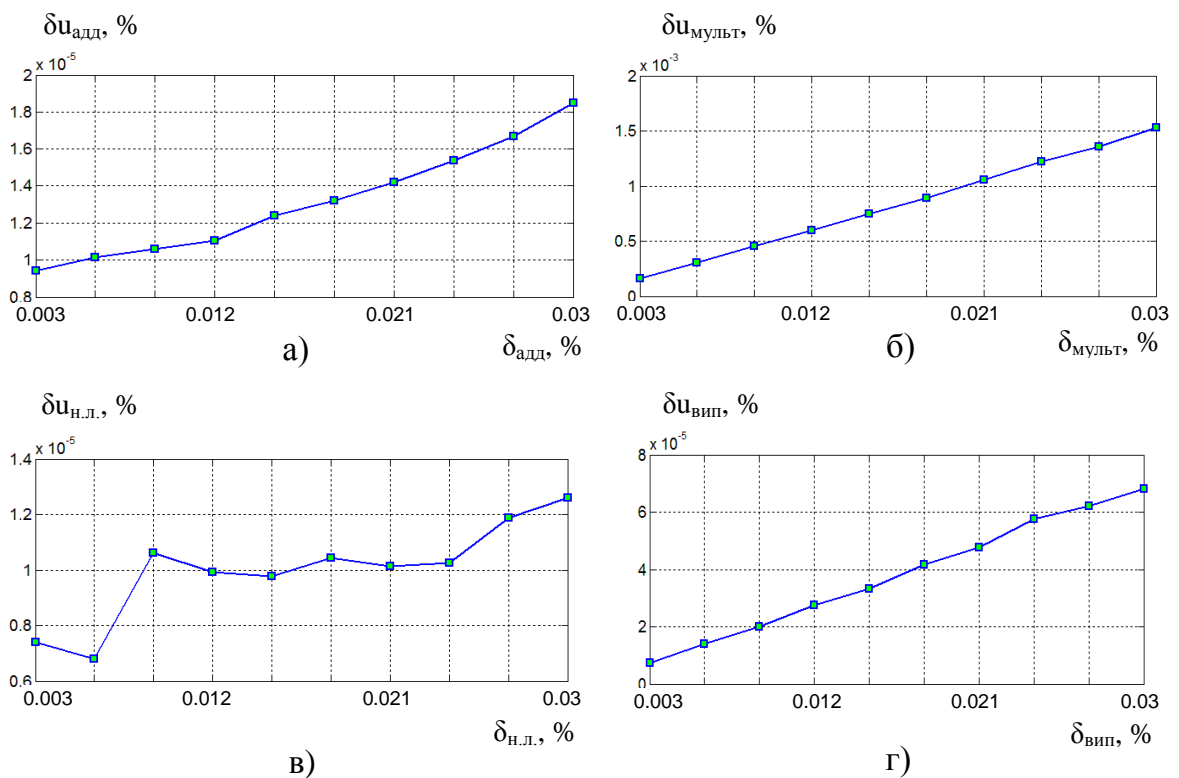 δuадд, %
x 10⁻⁵
2
1.8
1.6
1.4
1.2
1
0.8
0.003 0.012 0.021 0.03
δадд, %
а)
δuмульт, %
x 10⁻³
2
1.5
1
0.5
0
0.003 0.012 0.021 0.03
δмульт, %
б)
δuн.л., %
x 10⁻⁵
1.4
1.2
1
0.8
0.6
0.003 0.012 0.021 0.03
δн.л., %
в)
δuвип, %
x 10⁻⁵
8
6
4
2
0
0.003 0.012 0.021 0.03
δвип, %
г)